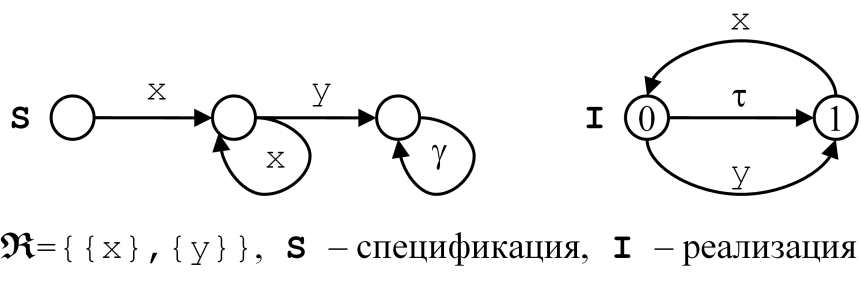 x
x
y
τ
S
I
0
1
x
γ
y
ℜ={{x},{y}}, S – спецификация, I – реализация